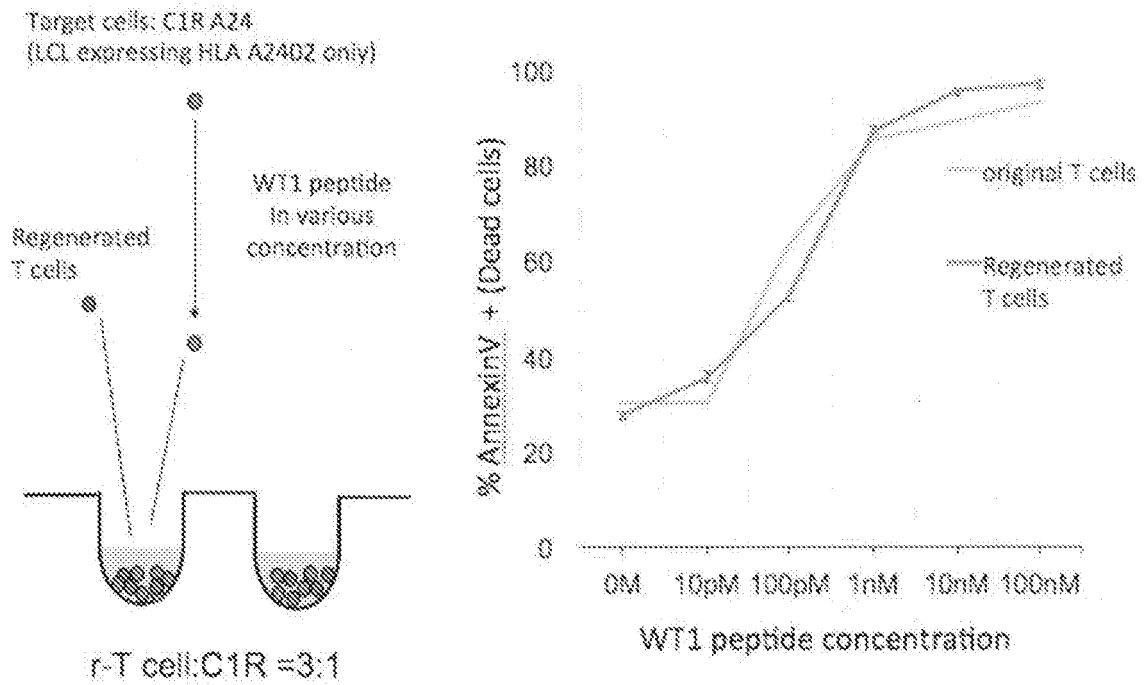 Target cells: C1R A24
(LCL expressing HLA A2402 only)
WT1 peptide
In various
concentration
Regenerated
T cells
r-T cell:C1R =3:1
% AnnexinV + (Dead cells)
100
80
60
40
20
0
0M 10pM 100pM 1nM 10nM 100nM
WT1 peptide concentration
original T cells
Regenerated
T cells